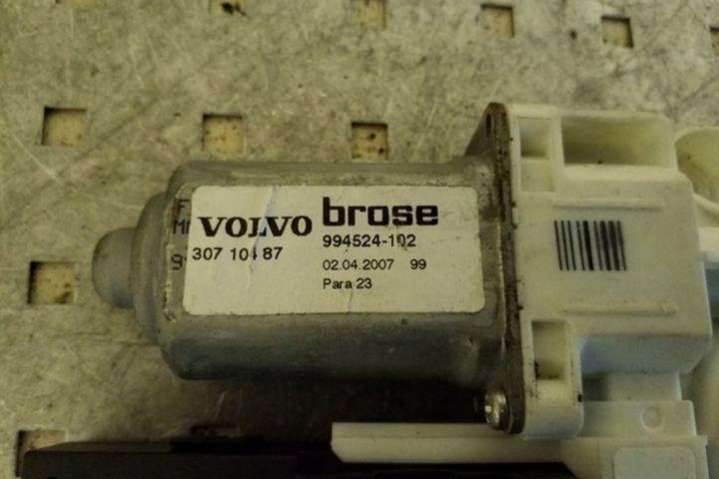 VOLVO brose
307 10487 994524-102
02.04.2007 99
Para 23